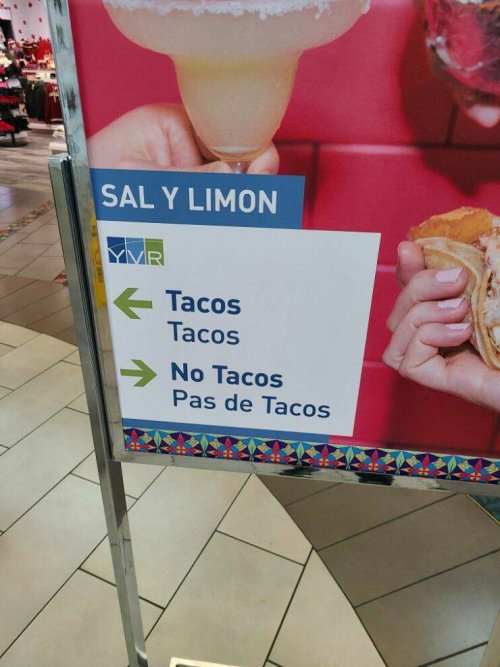 SAL Y LIMON
YVR
Tacos
Tacos
No Tacos
Pas de Tacos